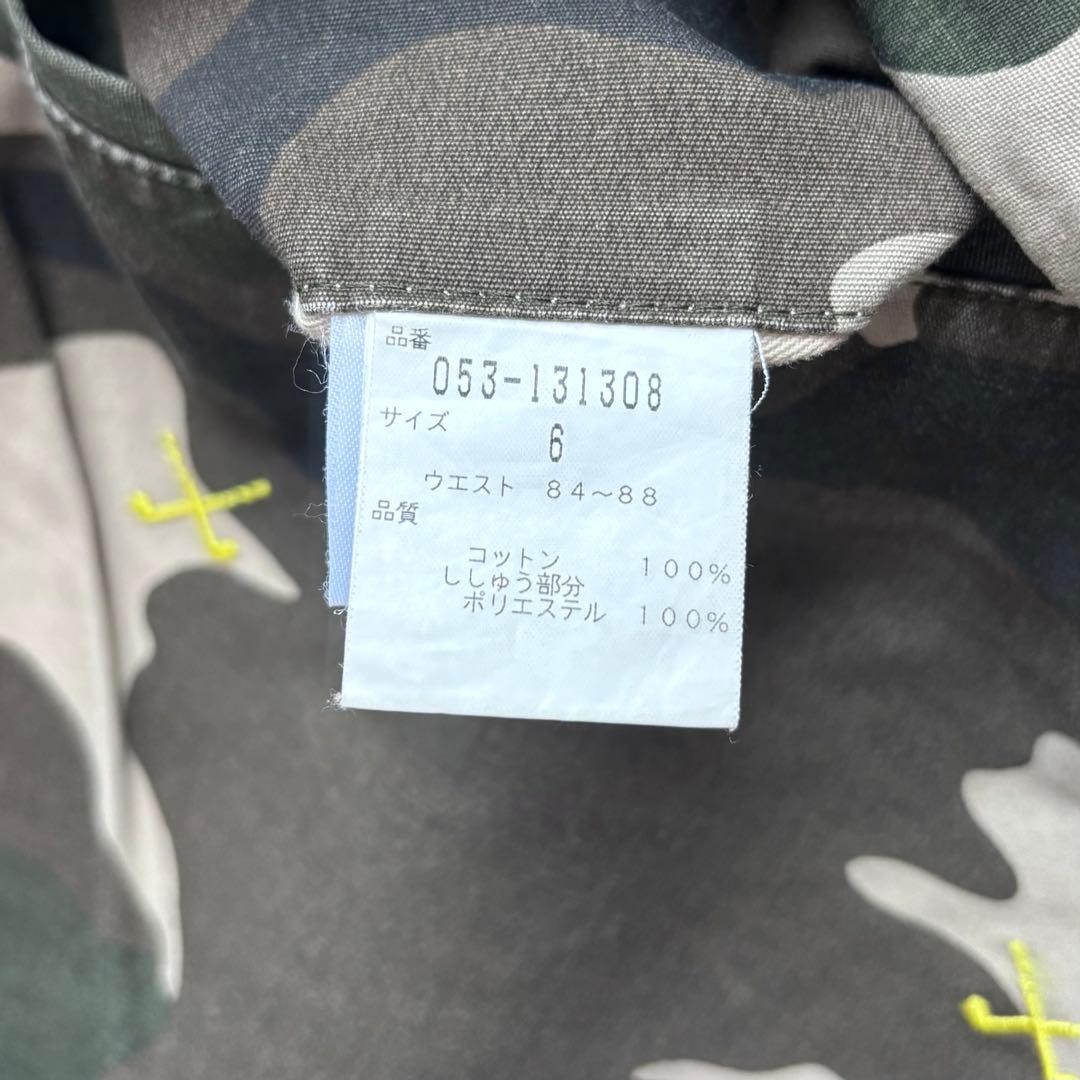 品番
053-131308
サイズ
6
ウエスト 84~88
品質
コットン 100%
ししゅう部分
ポリエステル 100%